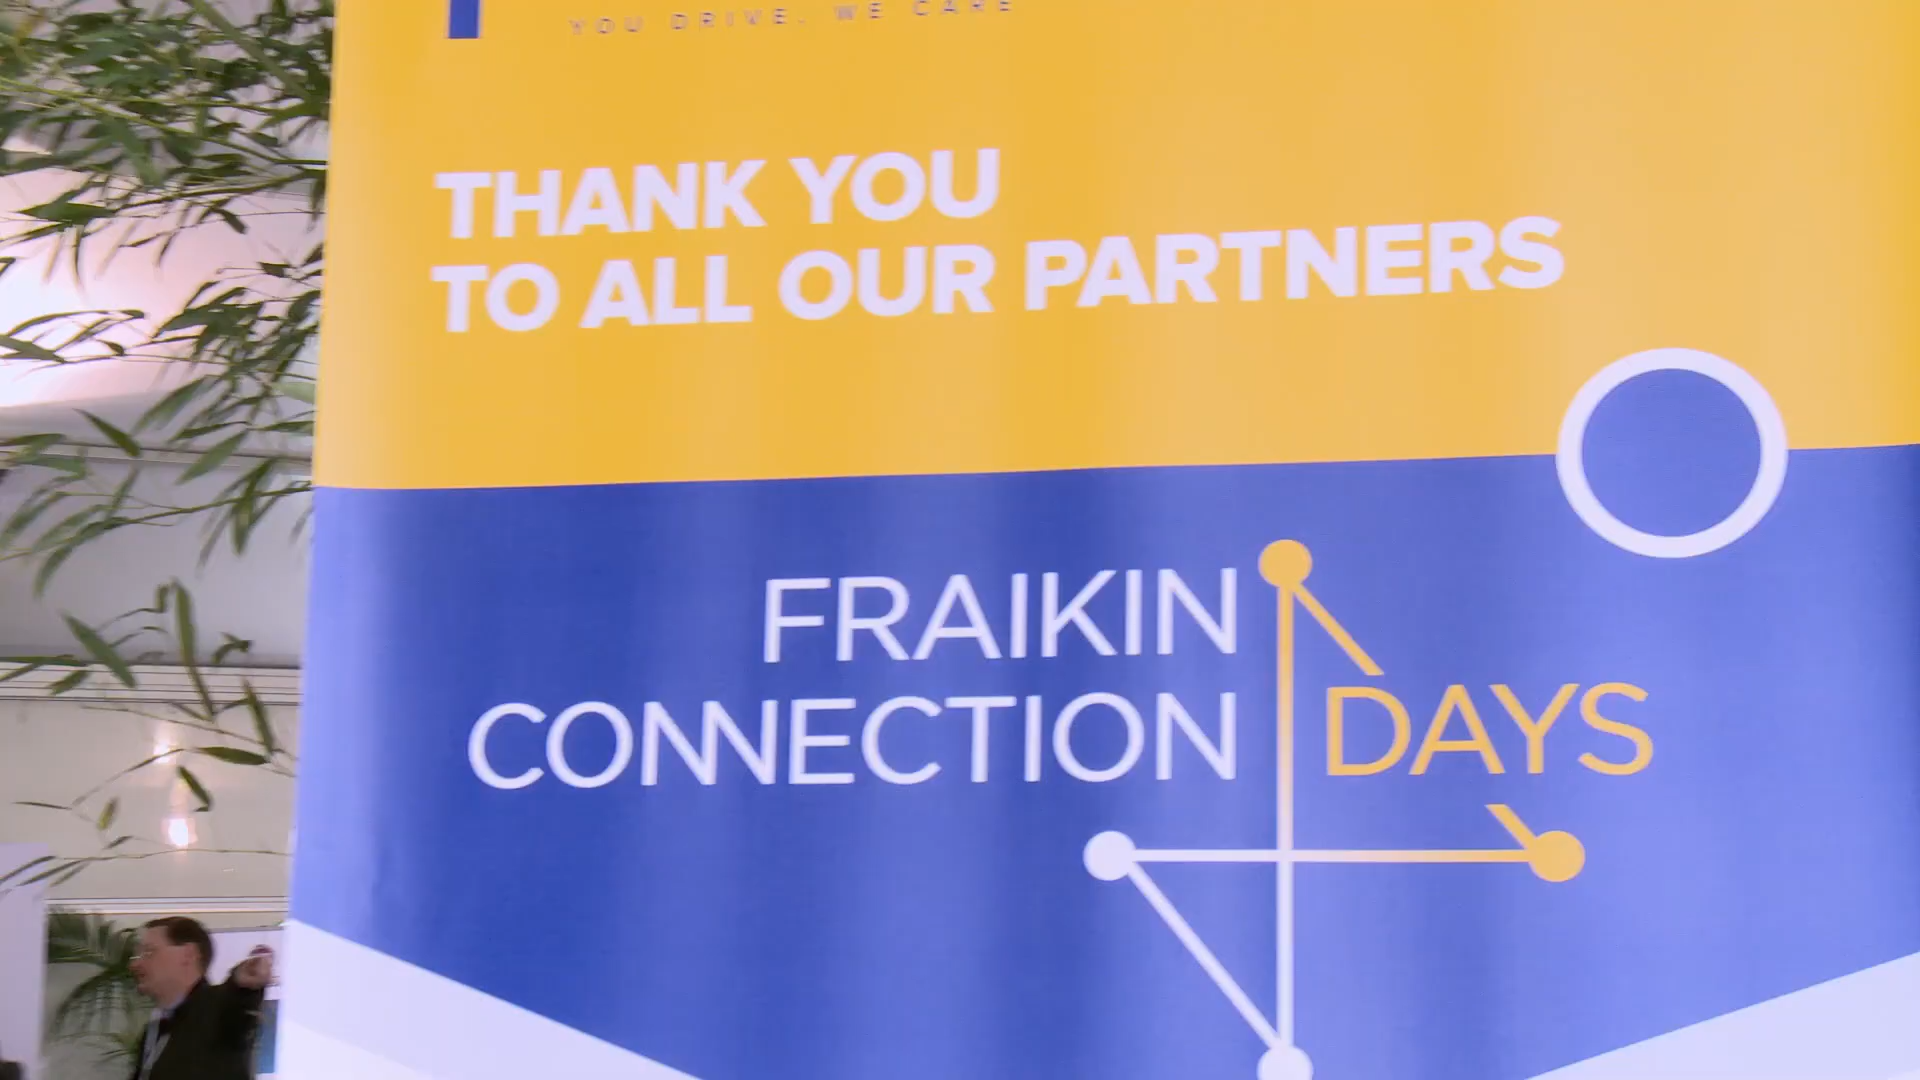 YOU DRIVE. WE CARE
THANK YOU
TO ALL OUR PARTNERS
FRAIKIN
CONNECTION DAYS